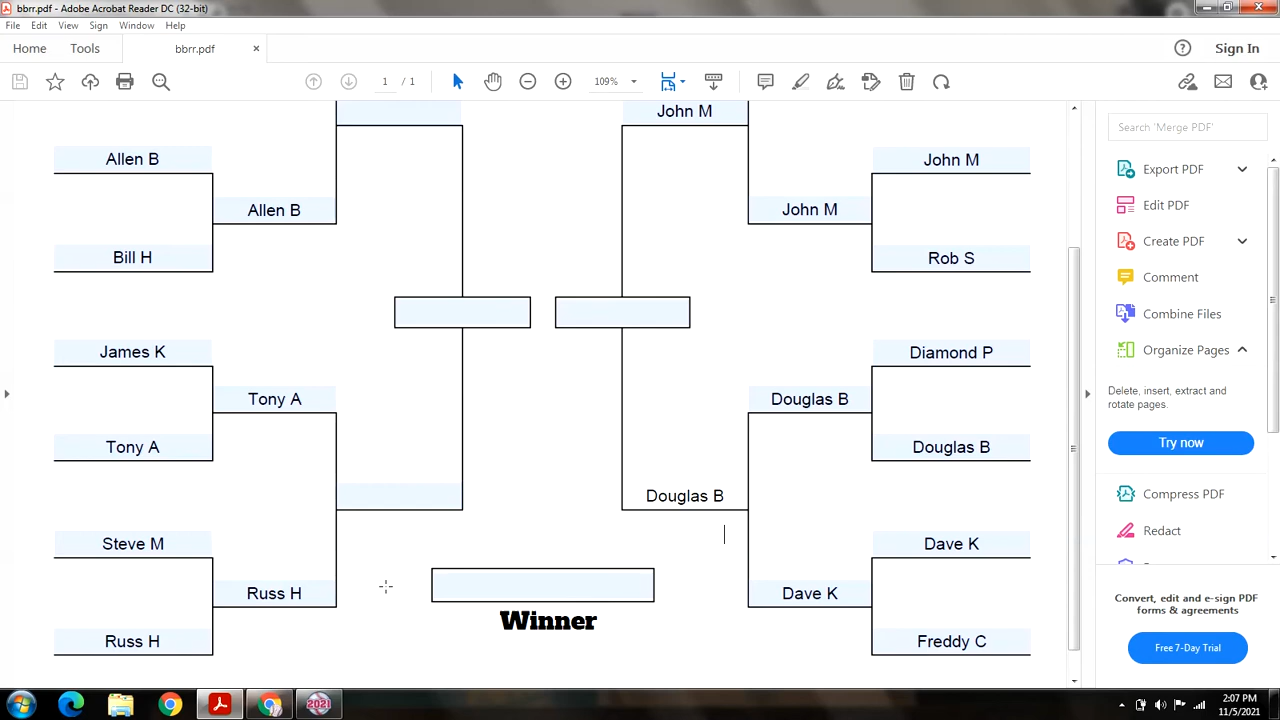 bbrr.pdf - Adobe Acrobat Reader DC (32-bit)
File Edit View Sign Window Help
Home Tools bbrr.pdf × Sign In
1 / 1 109%
John M
Allen B
Allen B
Bill H
John M
John M
Rob S
James K
Tony A
Tony A
Diamond P
Douglas B
Douglas B
Douglas B
Steve M
Russ H
Russ H
Dave K
Dave K
Freddy C
Winner
Search 'Merge PDF'
Export PDF
Edit PDF
Create PDF
Comment
Combine Files
Organize Pages
Delete, insert, extract and
rotate pages.
Try now
Compress PDF
Redact
Convert, edit and e-sign PDF
forms & agreements
Free 7-Day Trial
2021
2:07 PM
11/5/2021